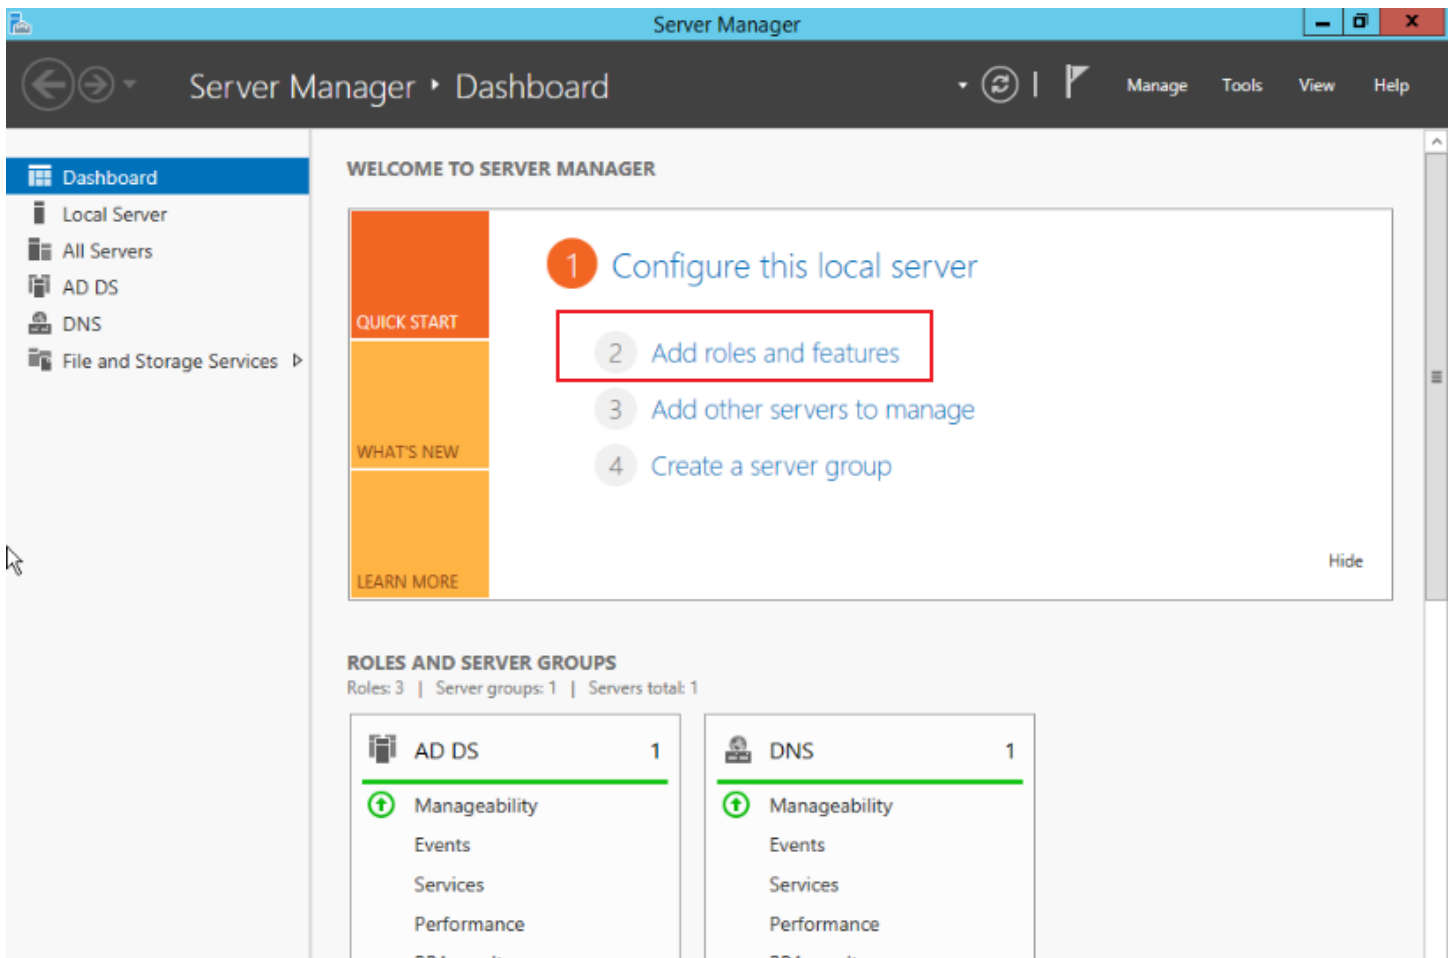 Server Manager
Server Manager ‣ Dashboard
Manage Tools View Help
Dashboard
Local Server
All Servers
AD DS
DNS
File and Storage Services
WELCOME TO SERVER MANAGER
QUICK START
WHAT'S NEW
LEARN MORE
1 Configure this local server
2 Add roles and features
3 Add other servers to manage
4 Create a server group
Hide
ROLES AND SERVER GROUPS
Roles: 3 | Server groups: 1 | Servers total: 1
AD DS 1
Manageability
Events
Services
Performance
DNS 1
Manageability
Events
Services
Performance